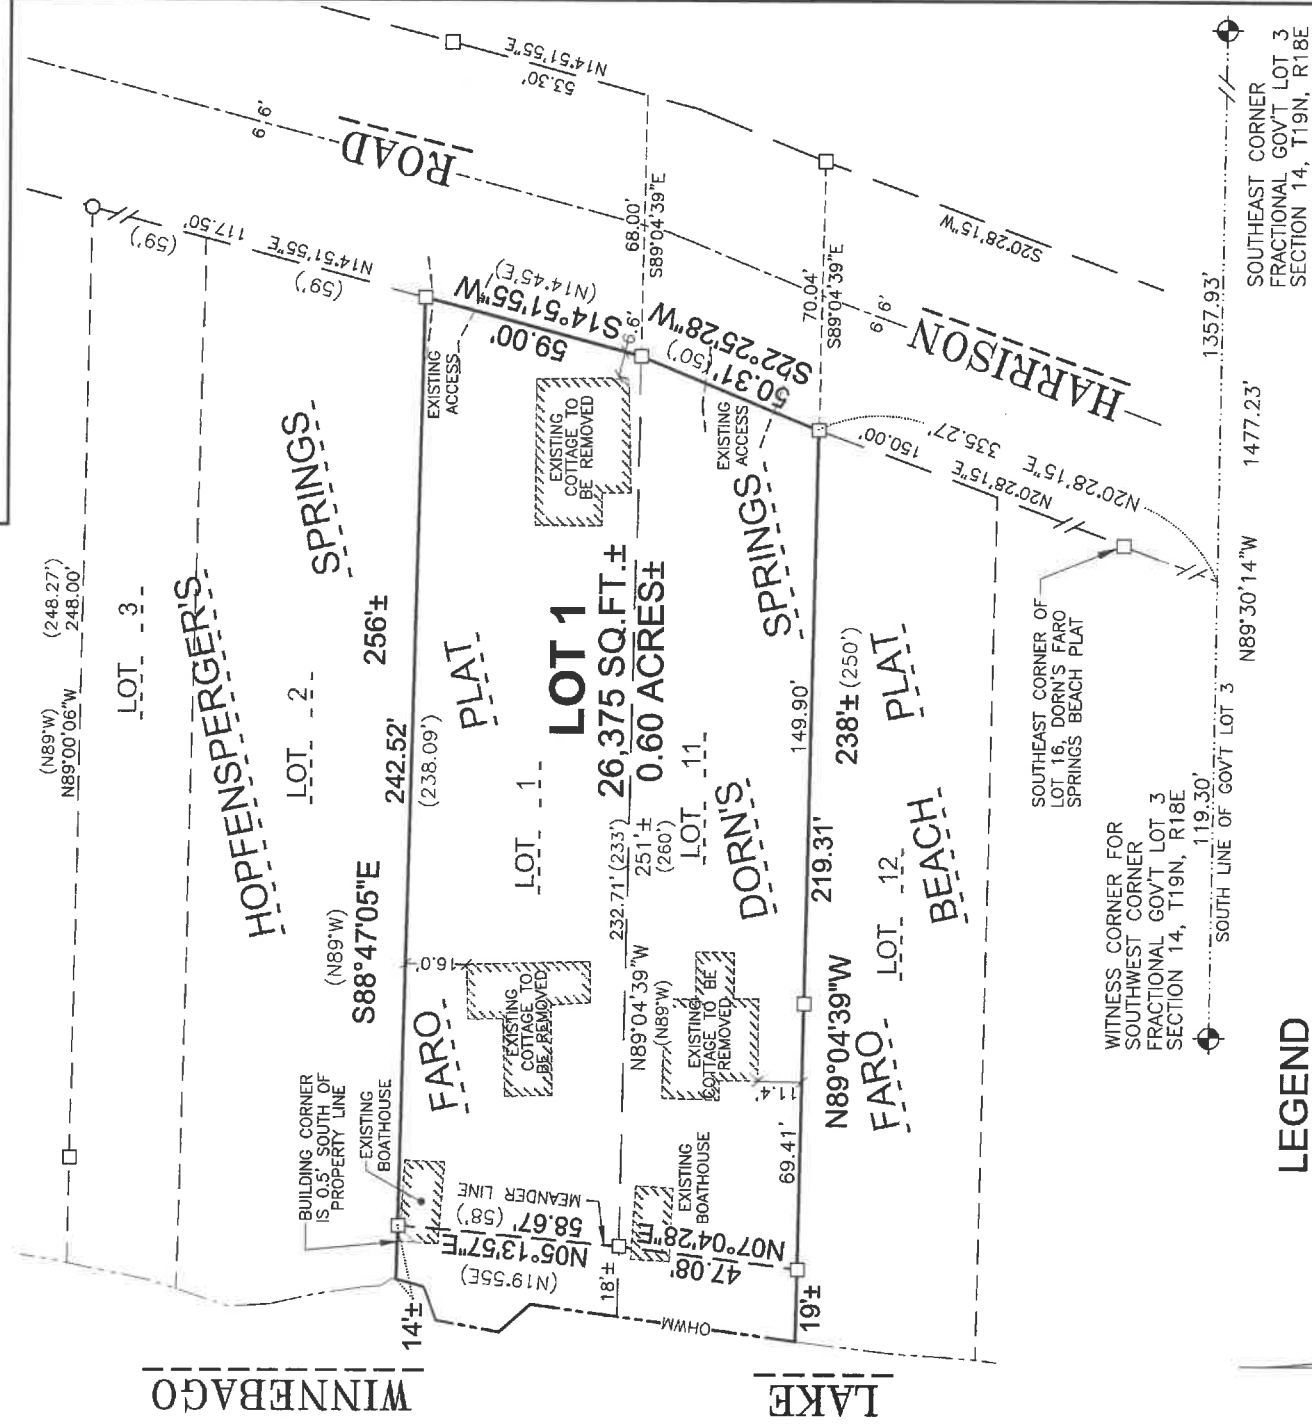 WINNEBAGO
LAKE
ROAD
HARRISON
N14°51'55"E
53.30'
6.9'
(59')
117.50'
N14°51'55"E
(59')
68.00'
S89°04'39"E
S20°28'15"W
70.04'
S89°04'39"E
6.6'
S14°51'55"W
(N14°45'E)
59.00'
6.6'
S22°25'28"W
50.31' (50')
EXISTING
ACCESS
EXISTING
ACCESS
150.00'
N20°28'15"E
N20°28'15"E 335.27'
(248.27')
248.00'
(N89°W)
N89°00'06"W
LOT 3
HOPFENSPERGER'S
SPRINGS
LOT 2
256'±
242.52'
(238.09')
(N89°W)
S88°47'05"E
PLAT
FARO
LOT 1
26,375 SQ.FT.±
0.60 ACRES±
LOT 1
EXISTING
COTTAGE TO
BE REMOVED
16.0'
EXISTING
COTTAGE TO
BE REMOVED
232.71' (233')
251'±
(260')
N89°04'39"W
(N89°W)
LOT 11
DORN'S
SPRINGS
EXISTING
COTTAGE TO BE
REMOVED
11.4'
149.90'
238'± (250')
219.31'
N89°04'39"W
69.41'
PLAT
LOT 12
BEACH
FARO
BUILDING CORNER
IS 0.5' SOUTH OF
PROPERTY LINE
EXISTING
BOATHOUSE
MEANDER LINE
58.67' (58')
N05°13'57"E
(N19°55E)
EXISTING
BOATHOUSE
N07°04'28"E
47.08'
14'±
18'±
19'±
OHWM
SOUTHEAST CORNER OF
LOT 16, DORN'S FARO
SPRINGS BEACH PLAT
WITNESS CORNER FOR
SOUTHWEST CORNER
FRACTIONAL GOV'T LOT 3
SECTION 14, T19N, R18E
119.30'
SOUTH LINE OF GOV'T LOT 3
N89°30'14"W
1477.23'
1357.93'
SOUTHEAST CORNER
FRACTIONAL GOV'T LOT 3
SECTION 14, T19N, R18E
LEGEND